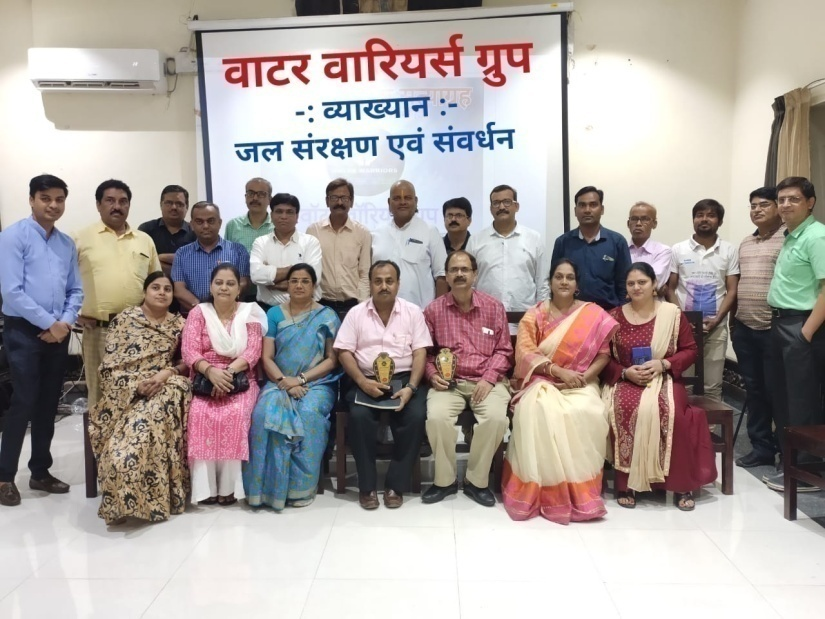 वाटर वारियर्स ग्रुप
-: व्याख्यान :-
जल संरक्षण एवं संवर्धन